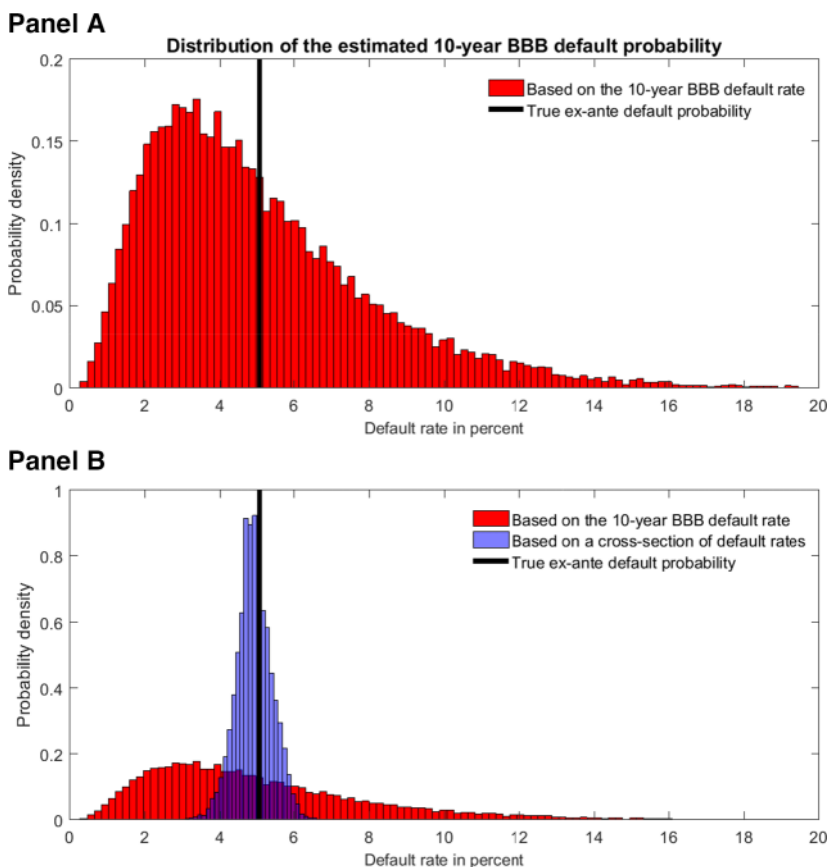 Panel A
Distribution of the estimated 10-year BBB default probability
Based on the 10-year BBB default rate
True ex-ante default probability
Probability density
0.2
0.15
0.1
0.05
0
0 2 4 6 8 10 12 14 16 18 20
Default rate in percent
Panel B
Based on the 10-year BBB default rate
Based on a cross-section of default rates
True ex-ante default probability
Probability density
1
0.8
0.6
0.4
0.2
0
0 2 4 6 8 10 12 14 16 18 20
Default rate in percent